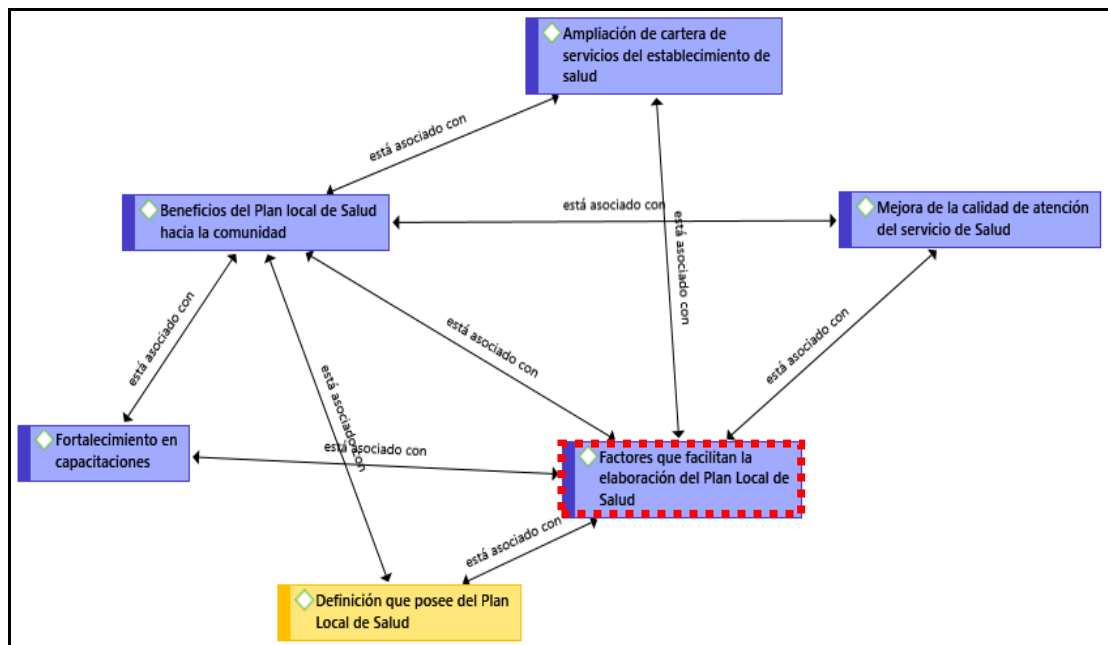 Ampliación de cartera de
servicios del establecimiento de
salud
está asociado con
Beneficios del Plan local de Salud
hacia la comunidad
está asociado con
Mejora de la calidad de atención
del servicio de Salud
está asociado con
está asociado con
está asociado con
está asociado con
está asociado con
Fortalecimiento en
capacitaciones
está asociado con
Factores que facilitan la
elaboración del Plan Local de
Salud
está asociado con
Definición que posee del Plan
Local de Salud